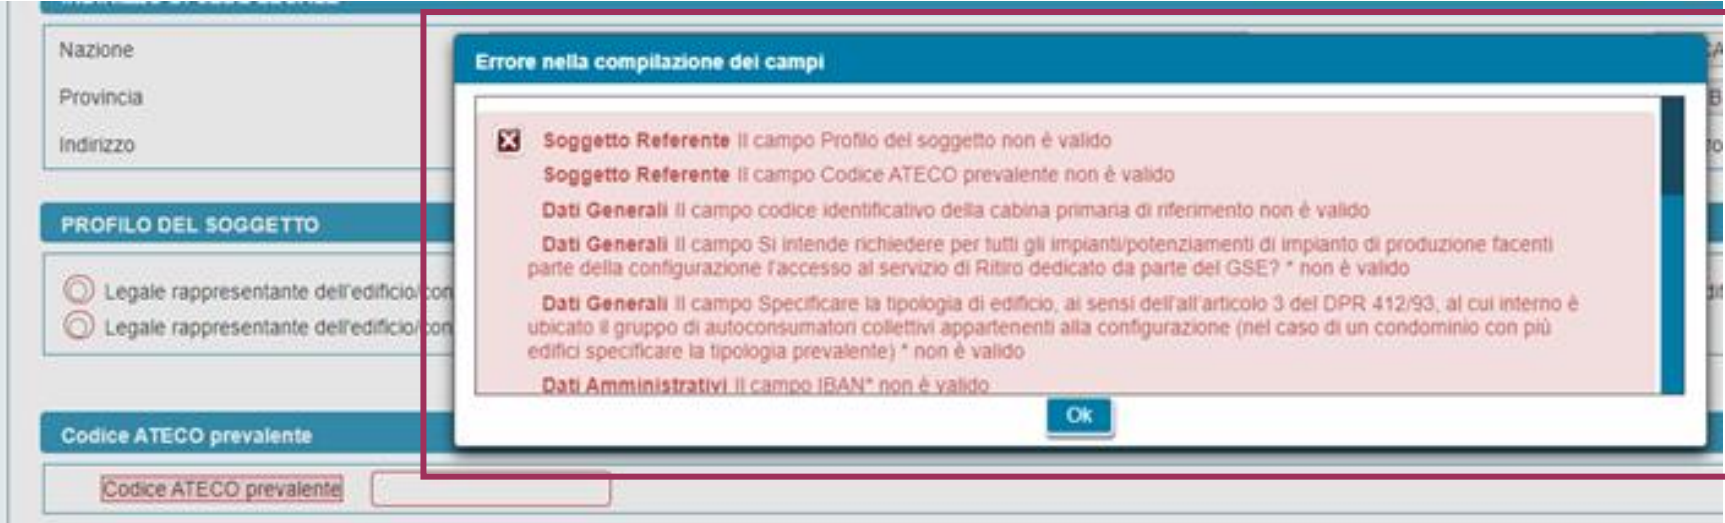 Nazione
Provincia
Indirizzo
PROFILO DEL SOGGETTO
Legale rappresentante dell'edificio/con
Legale rappresentante dell'edificio/con
Codice ATECO prevalente
Codice ATECO prevalente
Errore nella compilazione dei campi
Soggetto Referente Il campo Profilo del soggetto non è valido
Soggetto Referente Il campo Codice ATECO prevalente non è valido
Dati Generali Il campo codice identificativo della cabina primaria di riferimento non è valido
Dati Generali Il campo Si intende richiedere per tutti gli impianti/potenziamenti di impianto di produzione facenti
parte della configurazione l'accesso al servizio di Ritiro dedicato da parte del GSE? * non è valido
Dati Generali Il campo Specificare la tipologia di edificio, ai sensi dell'all'articolo 3 del DPR 412/93, al cui interno è
ubicato il gruppo di autoconsumatori collettivi appartenenti alla configurazione (nel caso di un condominio con più
edifici specificare la tipologia prevalente) * non è valido
Dati Amministrativi Il campo IBAN* non è valido
Ok